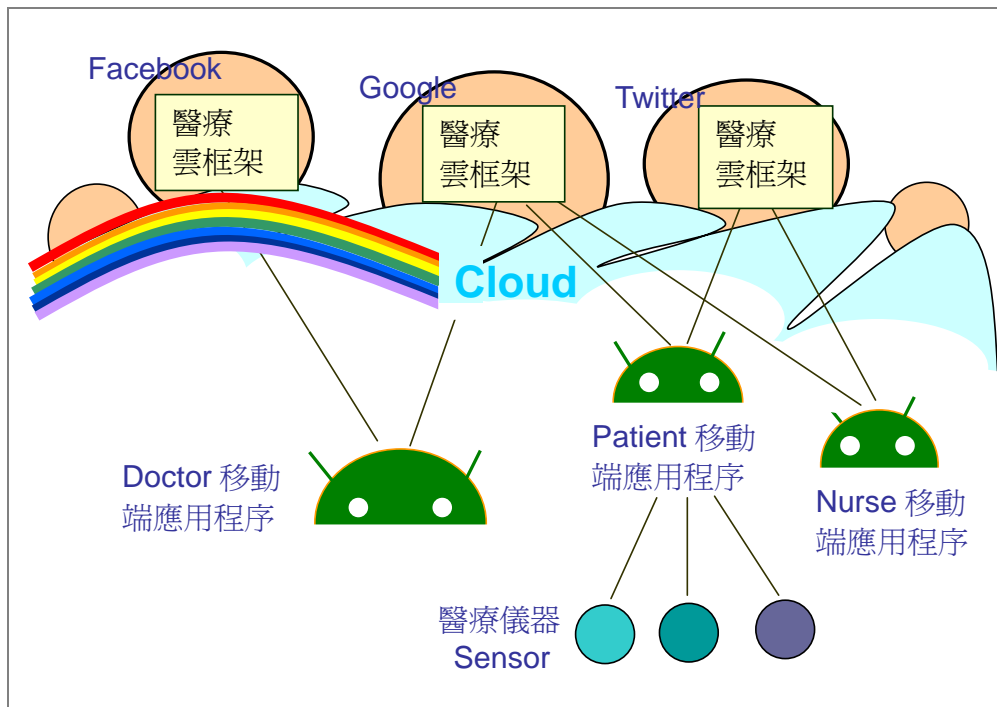 Facebook
Google
Twitter
醫療
雲框架
醫療
雲框架
醫療
雲框架
Cloud
Doctor 移動
端應用程序
Patient 移動
端應用程序
Nurse 移動
端應用程序
醫療儀器
Sensor